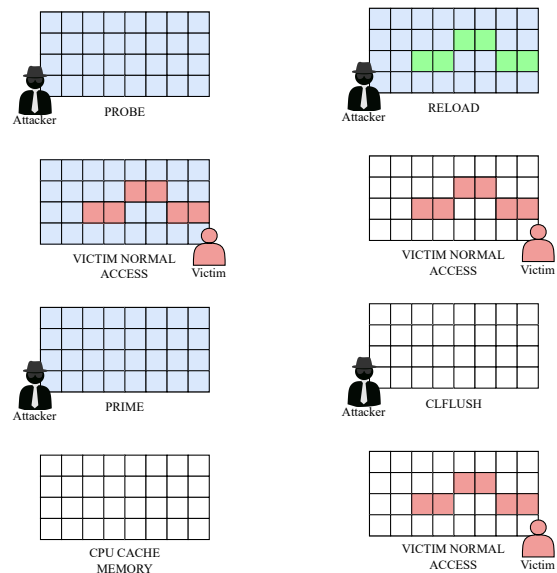 Attacker
PROBE
Attacker
RELOAD
VICTIM NORMAL
ACCESS
Victim
VICTIM NORMAL
ACCESS
Victim
Attacker
PRIME
Attacker
CLFLUSH
CPU CACHE
MEMORY
VICTIM NORMAL
ACCESS
Victim